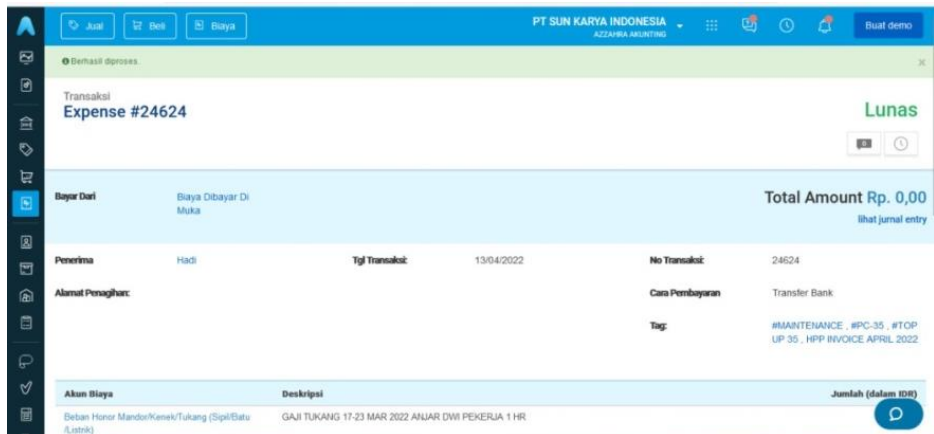 Jual Beli Biaya PT SUN KARYA INDONESIA Buat demo
AZZAHRA AKUNTING
Berhasil diproses.
Transaksi
Expense #24624
Lunas
0
Bayar Dari Biaya Dibayar Di Total Amount Rp. 0,00
Muka
lihat jurnal entry
Penerima Hadi Tgl Transaksi: 13/04/2022 No Transaksi: 24624
Alamat Penagihan: Cara Pembayaran Transfer Bank
Tag: #MAINTENANCE , #PC-35 , #TOP
UP 35 , HPP INVOICE APRIL 2022
Akun Biaya Deskripsi Jumlah (dalam IDR)
Beban Honor Mandor/Kenek/Tukang (Sipil/Batu GAJI TUKANG 17-23 MAR 2022 ANJAR DWI PEKERJA 1 HR
/Listrik)